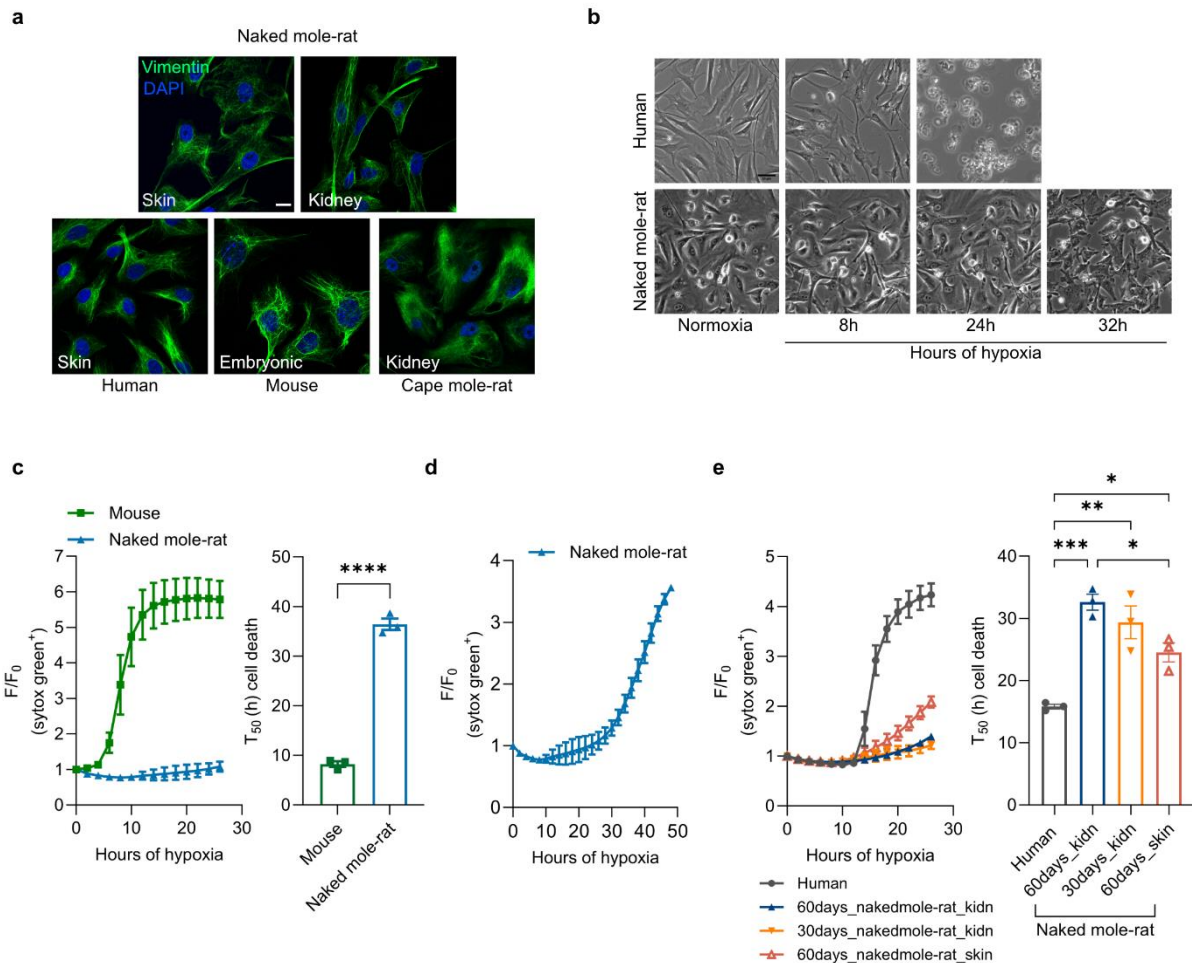 a
Naked mole-rat
Vimentin
DAPI
Skin
Kidney
Skin
Embryonic
Kidney
Human
Mouse
Cape mole-rat
b
Human
Naked mole-rat
Normoxia
8h
24h
32h
Hours of hypoxia
c
Mouse
Naked mole-rat
F/F0
(sytox green+)
7
6
5
4
3
2
1
0
0 10 20 30
Hours of hypoxia
T50 (h) cell death
50
40
30
20
10
0
****
Mouse
Naked mole-rat
d
Naked mole-rat
F/F0
(sytox green+)
4
3
2
1
0
0 10 20 30 40 50
Hours of hypoxia
e
F/F0
(sytox green+)
5
4
3
2
1
0
0 10 20 30
Hours of hypoxia
Human
60days_nakedmole-rat_kidn
30days_nakedmole-rat_kidn
60days_nakedmole-rat_skin
T50 (h) cell death
40
30
20
10
0
*
**
***
*
Human
60days_kidn
30days_kidn
60days_skin
Naked mole-rat